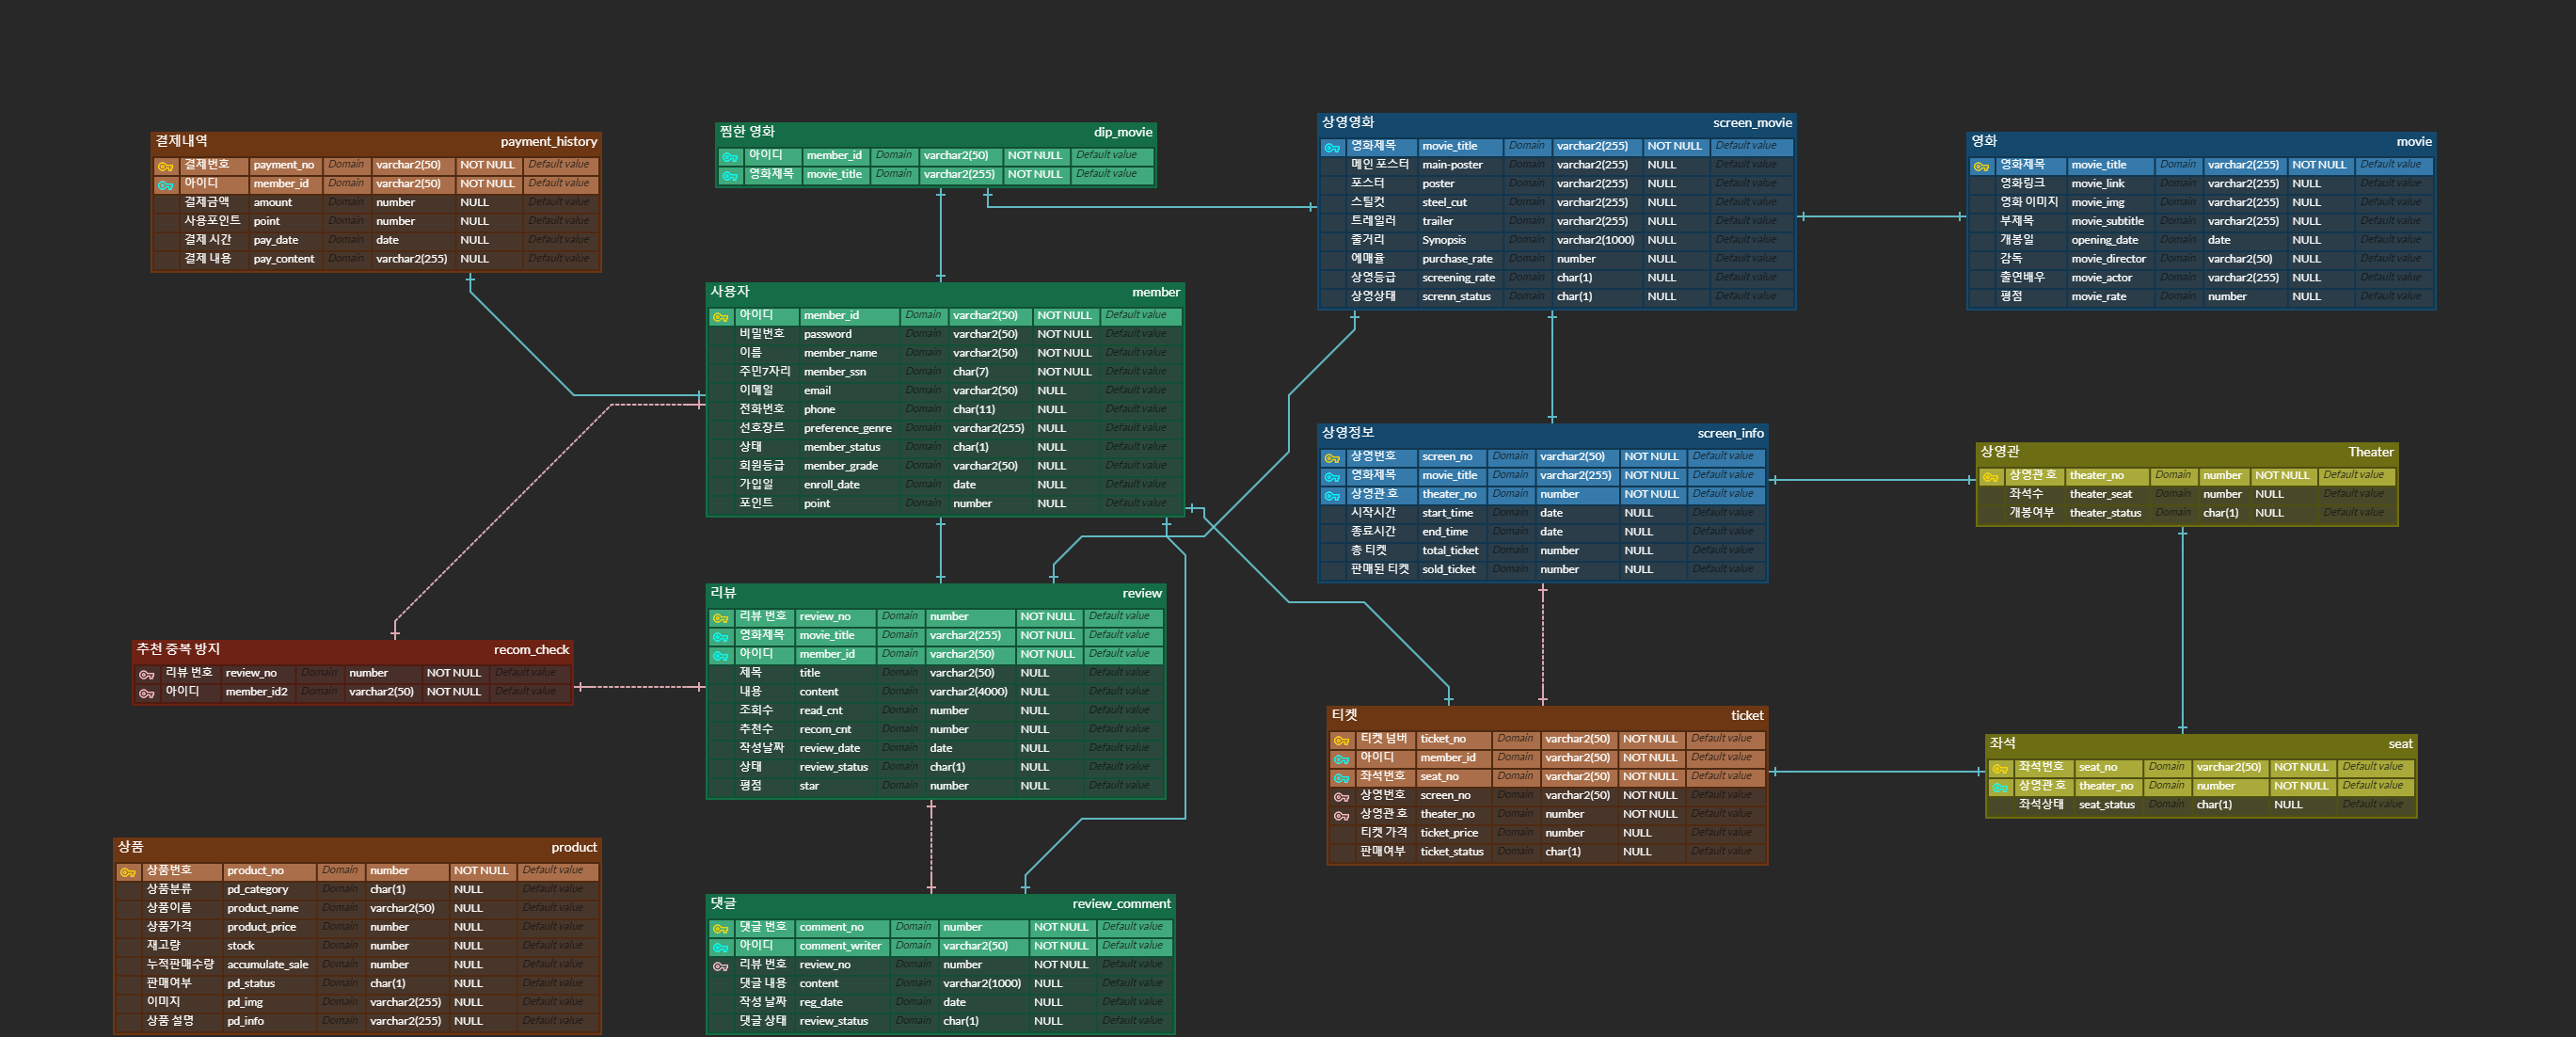 결제내역 payment_history
결제번호 payment_no Domain varchar2(50) NOT NULL Default value
아이디 member_id Domain varchar2(50) NOT NULL Default value
결제금액 amount Domain number NULL Default value
사용포인트 point Domain number NULL Default value
결제 시간 pay_date Domain date NULL Default value
결제 내용 pay_content Domain varchar2(255) NULL Default value
찜한 영화 dip_movie
아이디 member_id Domain varchar2(50) NOT NULL Default value
영화제목 movie_title Domain varchar2(255) NOT NULL Default value
상영영화 screen_movie
영화제목 movie_title Domain varchar2(255) NOT NULL Default value
메인 포스터 main-poster Domain varchar2(255) NULL Default value
포스터 poster Domain varchar2(255) NULL Default value
스틸컷 steel_cut Domain varchar2(255) NULL Default value
트레일러 trailer Domain varchar2(255) NULL Default value
줄거리 Synopsis Domain varchar2(1000) NULL Default value
예매율 purchase_rate Domain number NULL Default value
상영등급 screening_rate Domain char(1) NULL Default value
상영상태 screnn_status Domain char(1) NULL Default value
영화 movie
영화제목 movie_title Domain varchar2(255) NOT NULL Default value
영화링크 movie_link Domain varchar2(255) NULL Default value
영화 이미지 movie_img Domain varchar2(255) NULL Default value
부제목 movie_subtitle Domain varchar2(255) NULL Default value
개봉일 opening_date Domain date NULL Default value
감독 movie_director Domain varchar2(50) NULL Default value
출연배우 movie_actor Domain varchar2(255) NULL Default value
평점 movie_rate Domain number NULL Default value
사용자 member
아이디 member_id Domain varchar2(50) NOT NULL Default value
비밀번호 password Domain varchar2(50) NOT NULL Default value
이름 member_name Domain varchar2(50) NOT NULL Default value
주민7자리 member_ssn Domain char(7) NOT NULL Default value
이메일 email Domain varchar2(50) NULL Default value
전화번호 phone Domain char(11) NULL Default value
선호장르 preference_genre Domain varchar2(255) NULL Default value
상태 member_status Domain char(1) NULL Default value
회원등급 member_grade Domain varchar2(50) NULL Default value
가입일 enroll_date Domain date NULL Default value
포인트 point Domain number NULL Default value
상영정보 screen_info
상영번호 screen_no Domain varchar2(50) NOT NULL Default value
영화제목 movie_title Domain varchar2(255) NOT NULL Default value
상영관 호 theater_no Domain number NOT NULL Default value
시작시간 start_time Domain date NULL Default value
종료시간 end_time Domain date NULL Default value
총 티켓 total_ticket Domain number NULL Default value
판매된 티켓 sold_ticket Domain number NULL Default value
상영관 Theater
상영관 호 theater_no Domain number NOT NULL Default value
좌석수 theater_seat Domain number NULL Default value
개봉여부 theater_status Domain char(1) NULL Default value
리뷰 review
리뷰 번호 review_no Domain number NOT NULL Default value
영화제목 movie_title Domain varchar2(255) NOT NULL Default value
아이디 member_id Domain varchar2(50) NOT NULL Default value
제목 title Domain varchar2(50) NULL Default value
내용 content Domain varchar2(4000) NULL Default value
조회수 read_cnt Domain number NULL Default value
추천수 recom_cnt Domain number NULL Default value
작성날짜 review_date Domain date NULL Default value
상태 review_status Domain char(1) NULL Default value
평점 star Domain number NULL Default value
추천 중복 방지 recom_check
리뷰 번호 review_no Domain number NOT NULL Default value
아이디 member_id2 Domain varchar2(50) NOT NULL Default value
티켓 ticket
티켓 넘버 ticket_no Domain varchar2(50) NOT NULL Default value
아이디 member_id Domain varchar2(50) NOT NULL Default value
좌석번호 seat_no Domain varchar2(50) NOT NULL Default value
상영번호 screen_no Domain varchar2(50) NOT NULL Default value
상영관 호 theater_no Domain number NOT NULL Default value
티켓 가격 ticket_price Domain number NULL Default value
판매여부 ticket_status Domain char(1) NULL Default value
좌석 seat
좌석번호 seat_no Domain varchar2(50) NOT NULL Default value
상영관 호 theater_no Domain number NOT NULL Default value
좌석상태 seat_status Domain char(1) NULL Default value
상품 product
상품번호 product_no Domain number NOT NULL Default value
상품분류 pd_category Domain char(1) NULL Default value
상품이름 product_name Domain varchar2(50) NULL Default value
상품가격 product_price Domain number NULL Default value
재고량 stock Domain number NULL Default value
누적판매수량 accumulate_sale Domain number NULL Default value
판매여부 pd_status Domain char(1) NULL Default value
이미지 pd_img Domain varchar2(255) NULL Default value
상품 설명 pd_info Domain varchar2(255) NULL Default value
댓글 review_comment
댓글 번호 comment_no Domain number NOT NULL Default value
아이디 comment_writer Domain varchar2(50) NOT NULL Default value
리뷰 번호 review_no Domain number NOT NULL Default value
댓글 내용 content Domain varchar2(1000) NULL Default value
작성 날짜 reg_date Domain date NULL Default value
댓글 상태 review_status Domain char(1) NULL Default value